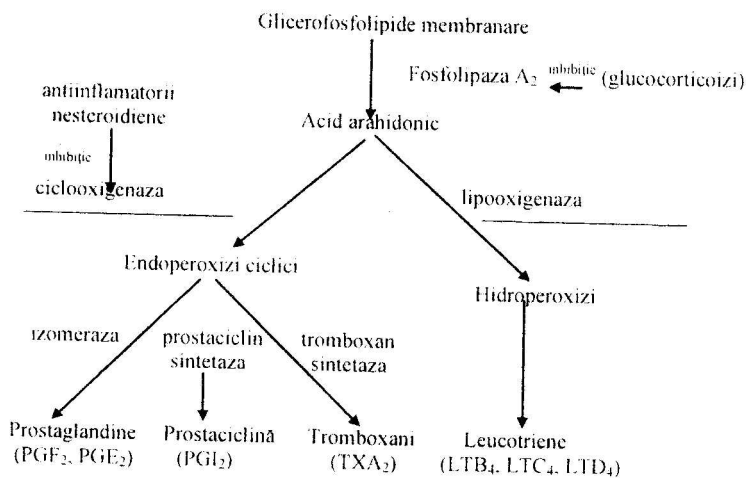 Glicerofosfolipide membranare
Fosfolipaza A₂ inhibiție (glucocorticoizi)
antiinflamatorii
nesteroidiene
Acid arahidonic
inhibiție
ciclooxigenaza
lipooxigenaza
Endoperoxizi ciclici
Hidroperoxizi
izomeraza
prostaciclin
sintetaza
tromboxan
sintetaza
Prostaglandine
(PGF₂, PGE₂)
Prostaciclină
(PGI₂)
Tromboxani
(TXA₂)
Leucotriene
(LTB₄, LTC₄, LTD₄)